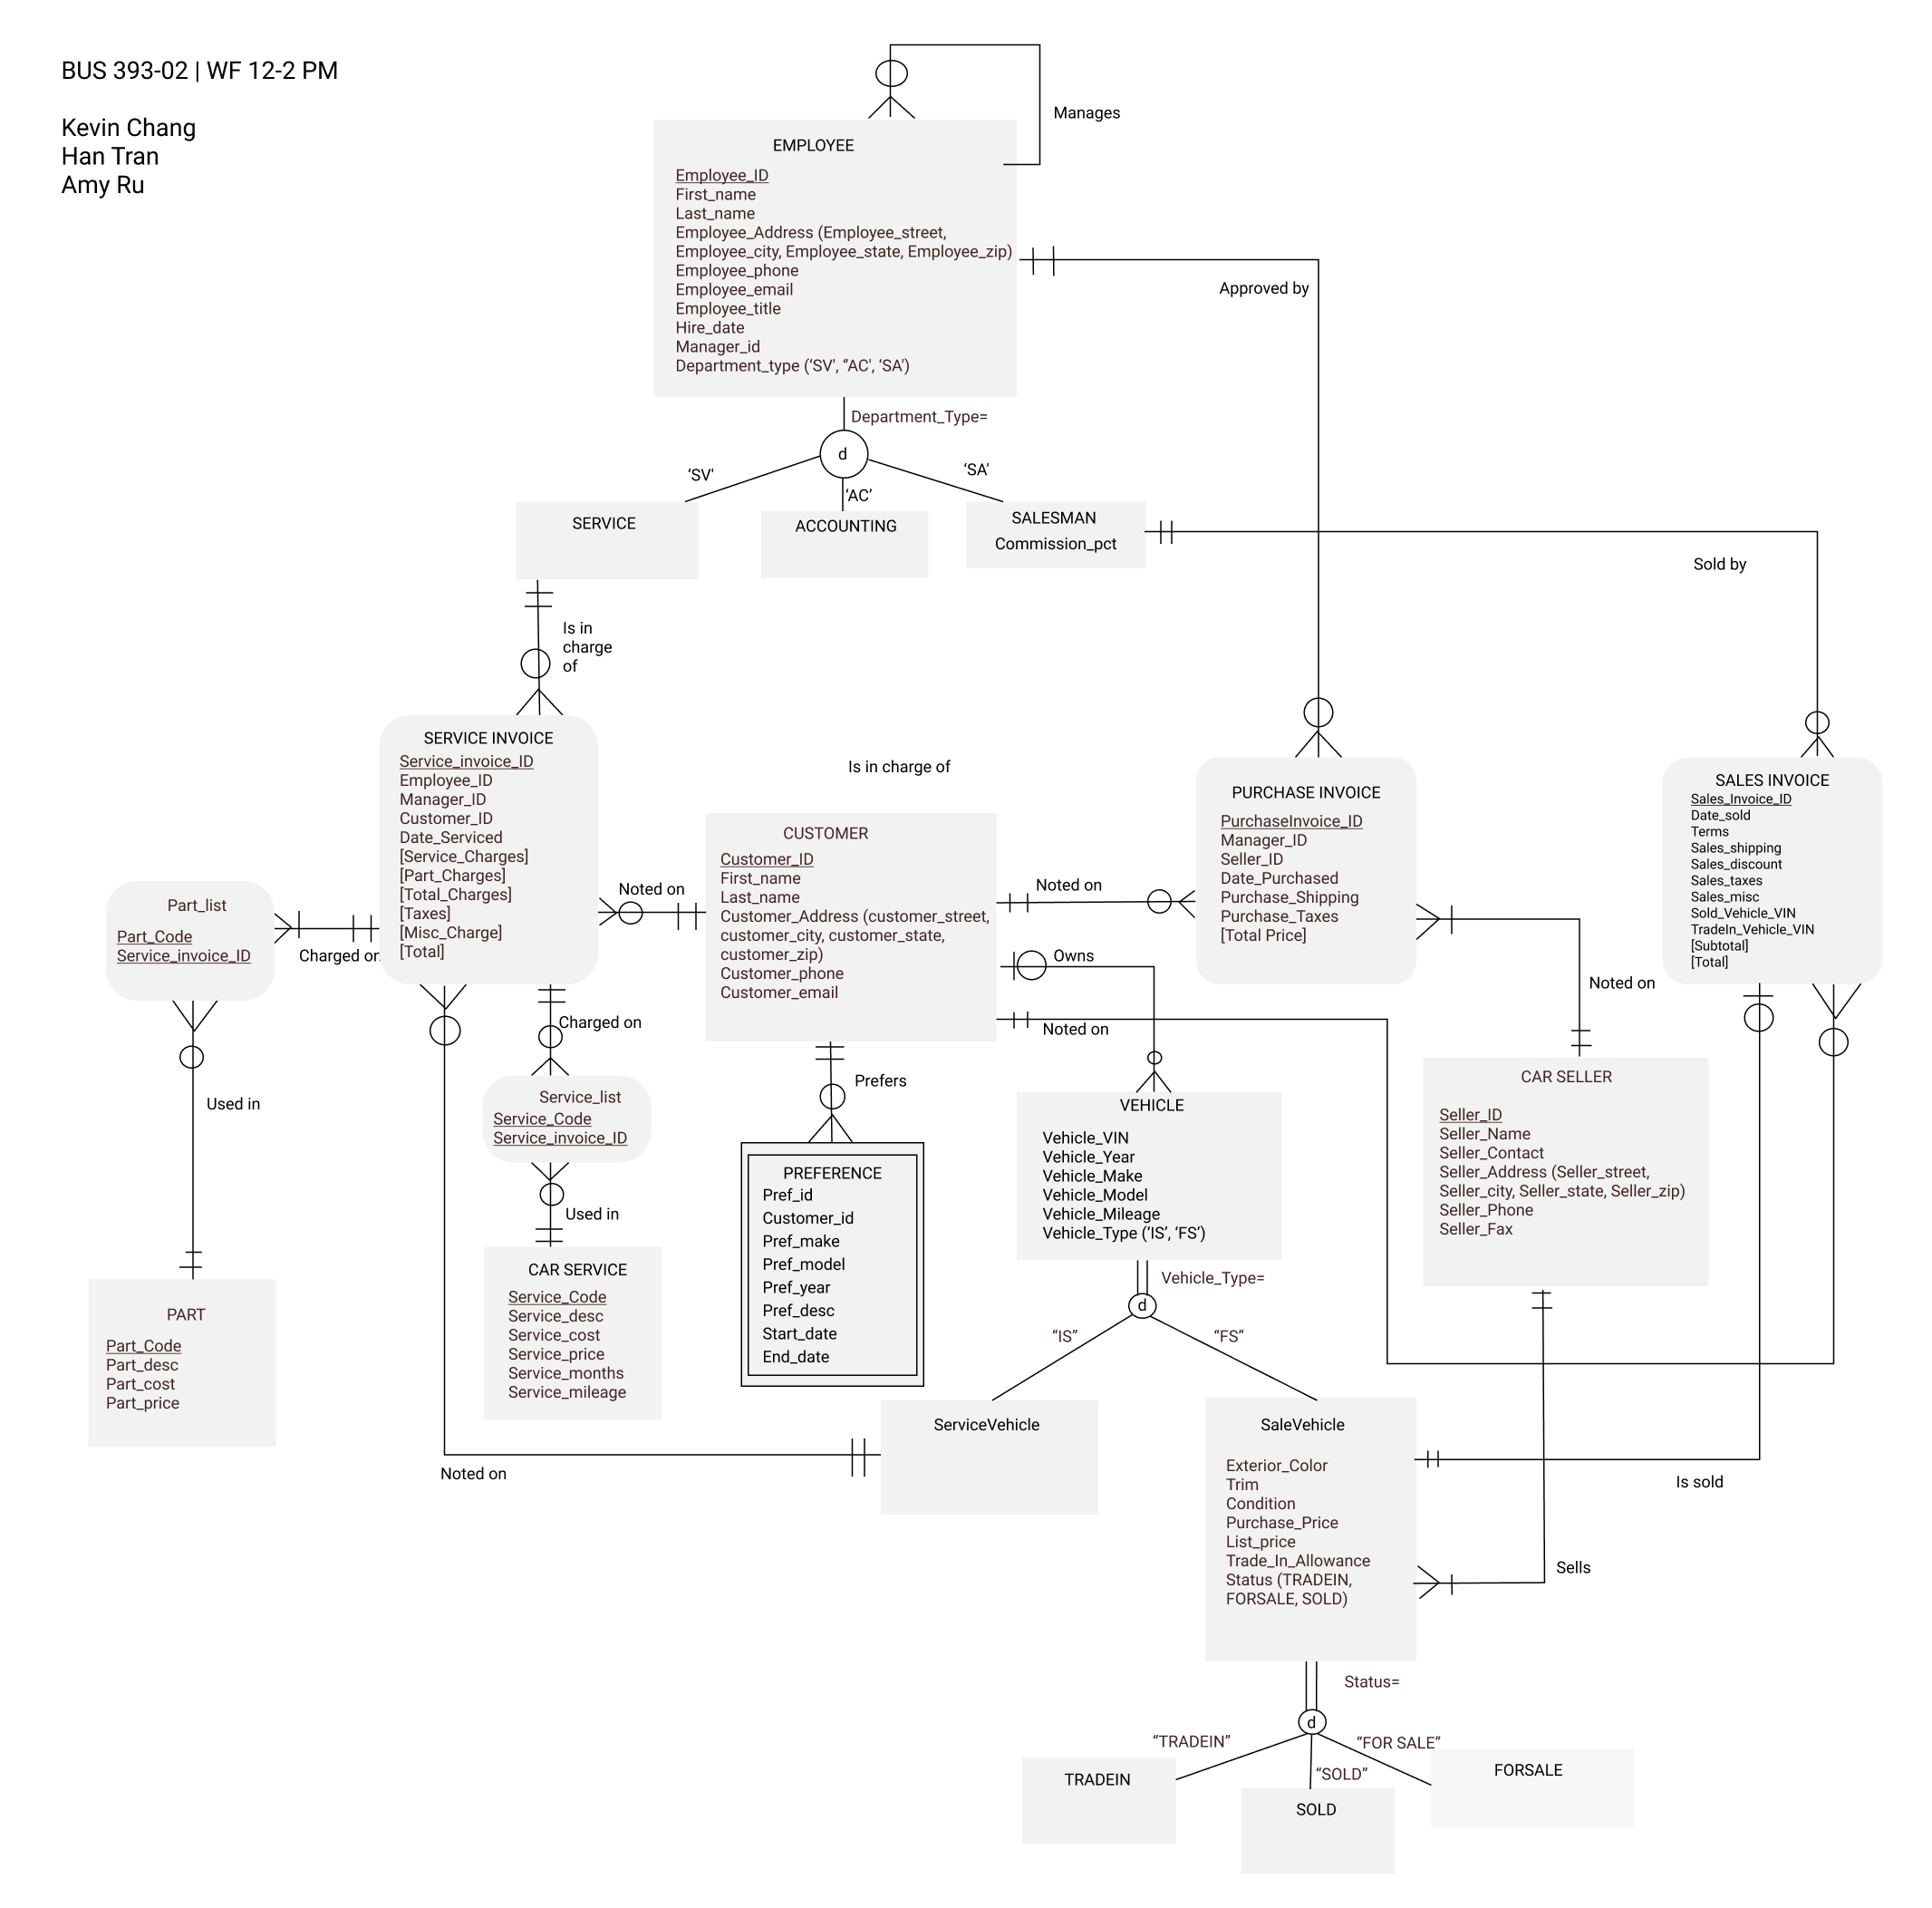 BUS 393-02 | WF 12-2 PM
Kevin Chang
Han Tran
Amy Ru
Manages
EMPLOYEE
Employee_ID
First_name
Last_name
Employee_Address (Employee_street,
Employee_city, Employee_state, Employee_zip)
Employee_phone
Employee_email
Employee_title
Hire_date
Manager_id
Department_type (‘SV', “AC', ‘SA')
Approved by
Department_Type=
d
‘SV'
‘AC’
‘SA'
SERVICE
ACCOUNTING
SALESMAN
Commission_pct
Sold by
Is in
charge
of
SERVICE INVOICE
Service_invoice_ID
Employee_ID
Manager_ID
Customer_ID
Date_Serviced
[Service_Charges]
[Part_Charges]
[Total_Charges]
[Taxes]
[Misc_Charge]
[Total]
Is in charge of
CUSTOMER
Customer_ID
First_name
Last_name
Customer_Address (customer_street,
customer_city, customer_state,
customer_zip)
Customer_phone
Customer_email
PURCHASE INVOICE
PurchaseInvoice_ID
Manager_ID
Seller_ID
Date_Purchased
Purchase_Shipping
Purchase_Taxes
[Total Price]
SALES INVOICE
Sales_Invoice_ID
Date_sold
Terms
Sales_shipping
Sales_discount
Sales_taxes
Sales_misc
Sold_Vehicle_VIN
TradeIn_Vehicle_VIN
[Subtotal]
[Total]
Part_list
Part_Code
Service_invoice_ID
Charged on
Noted on
Noted on
Owns
Noted on
Noted on
Charged on
Used in
Service_list
Service_Code
Service_invoice_ID
Used in
Prefers
PREFERENCE
Pref_id
Customer_id
Pref_make
Pref_model
Pref_year
Pref_desc
Start_date
End_date
VEHICLE
Vehicle_VIN
Vehicle_Year
Vehicle_Make
Vehicle_Model
Vehicle_Mileage
Vehicle_Type (‘IS’, ‘FS’)
CAR SELLER
Seller_ID
Seller_Name
Seller_Contact
Seller_Address (Seller_street,
Seller_city, Seller_state, Seller_zip)
Seller_Phone
Seller_Fax
PART
Part_Code
Part_desc
Part_cost
Part_price
CAR SERVICE
Service_Code
Service_desc
Service_cost
Service_price
Service_months
Service_mileage
Vehicle_Type=
d
“IS”
“FS”
Noted on
ServiceVehicle
SaleVehicle
Exterior_Color
Trim
Condition
Purchase_Price
List_price
Trade_In_Allowance
Status (TRADEIN,
FORSALE, SOLD)
Is sold
Sells
Status=
d
“TRADEIN”
“SOLD”
“FOR SALE”
TRADEIN
SOLD
FORSALE